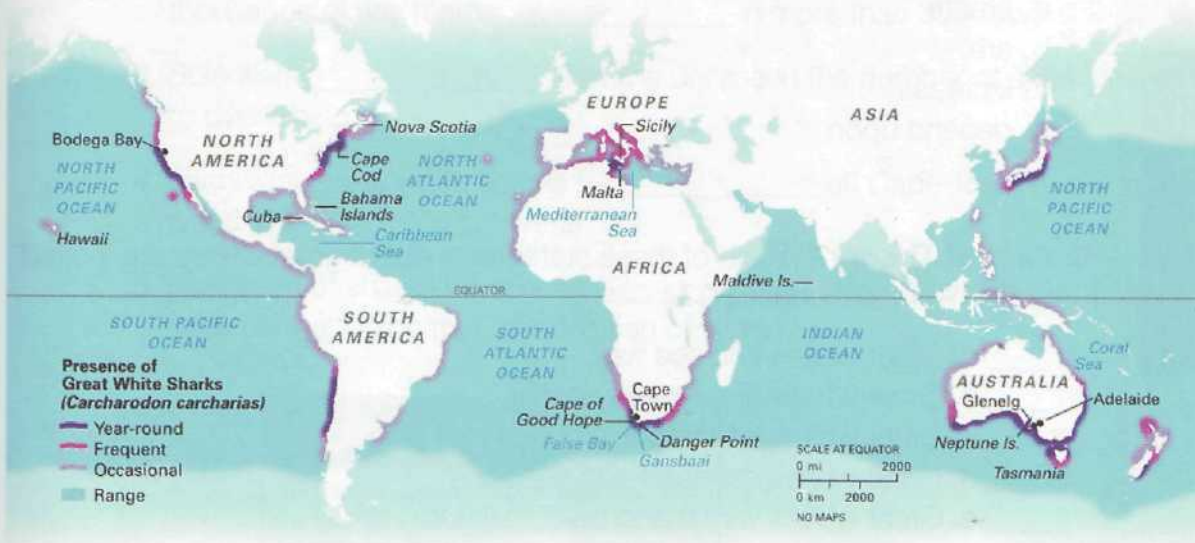 EUROPE
Sicily
ASIA
Bodega Bay
NORTH
AMERICA
Nova Scotia
NORTH
PACIFIC
OCEAN
Cape
Cod
NORTH
ATLANTIC
OCEAN
Malta
Mediterranean
Sea
NORTH
PACIFIC
OCEAN
Bahama
Islands
Cuba
Caribbean
Sea
Hawaii
AFRICA
Maldive Is.
EQUATOR
SOUTH PACIFIC
OCEAN
SOUTH
AMERICA
SOUTH
ATLANTIC
OCEAN
INDIAN
OCEAN
Coral
Sea
Presence of
Great White Sharks
(Carcharodon carcharias)
Year-round
Frequent
Occasional
Range
Cape
Town
Cape of
Good Hope
False Bay
Danger Point
Gansbaai
AUSTRALIA
Glenelg
Adelaide
Neptune Is.
Tasmania
SCALE AT EQUATOR
0 mi 2000
0 km 2000
NG MAPS